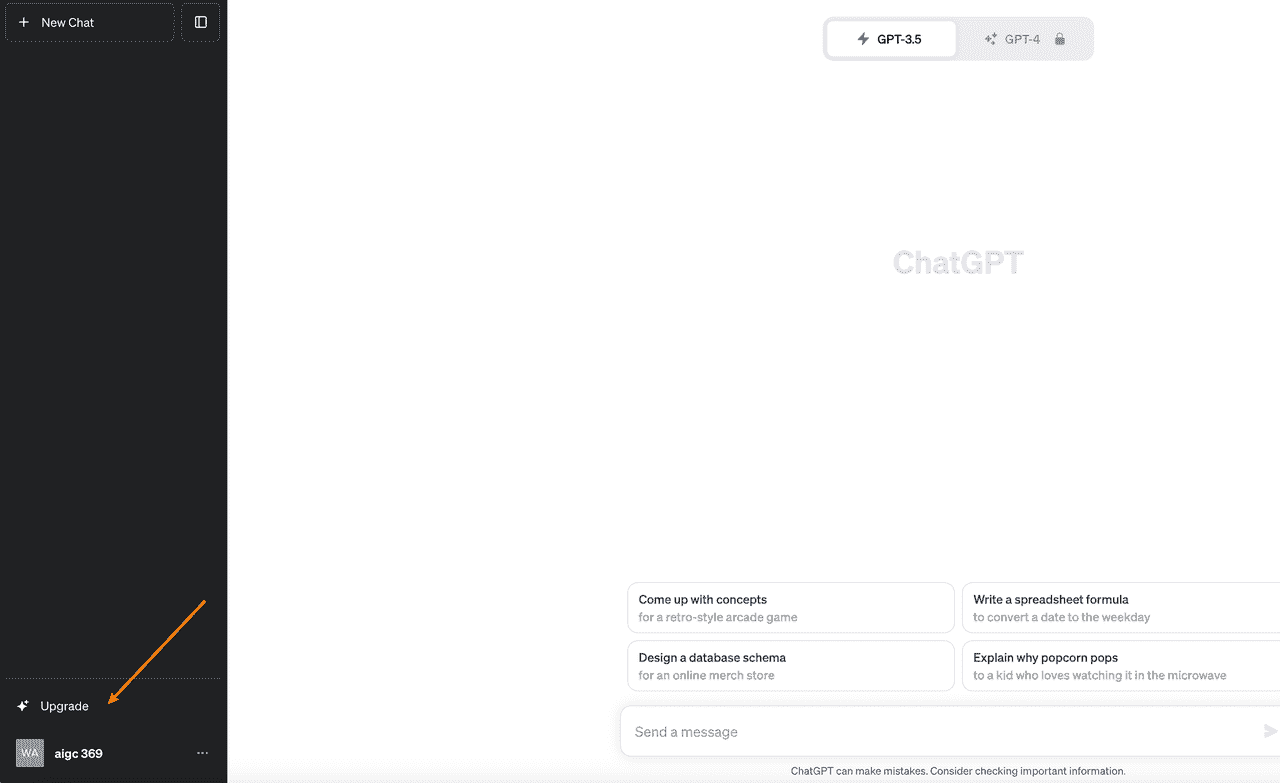 New Chat
GPT-3.5
GPT-4
ChatGPT
Come up with concepts
for a retro-style arcade game
Write a spreadsheet formula
to convert a date to the weekday
Design a database schema
for an online merch store
Explain why popcorn pops
to a kid who loves watching it in the microwave
Upgrade
WA
aigc 369
Send a message
ChatGPT can make mistakes. Consider checking important information.